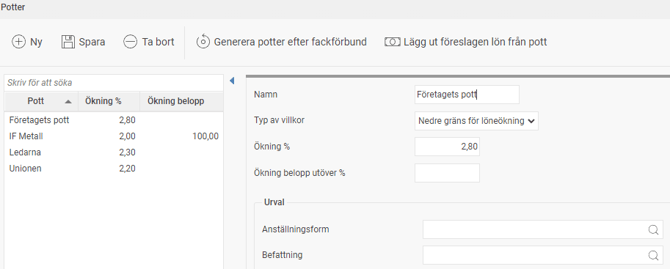 Potter
Ny Spara Ta bort Generera potter efter fackförbund Lägg ut föreslagen lön från pott
Skriv för att söka
Pott Ökning % Ökning belopp
Företagets pott 2,80
IF Metall 2,00 100,00
Ledarna 2,30
Unionen 2,20
Namn Företagets pott
Typ av villkor Nedre gräns för löneökning
Ökning % 2,80
Ökning belopp utöver %
Urval
Anställningsform
Befattning